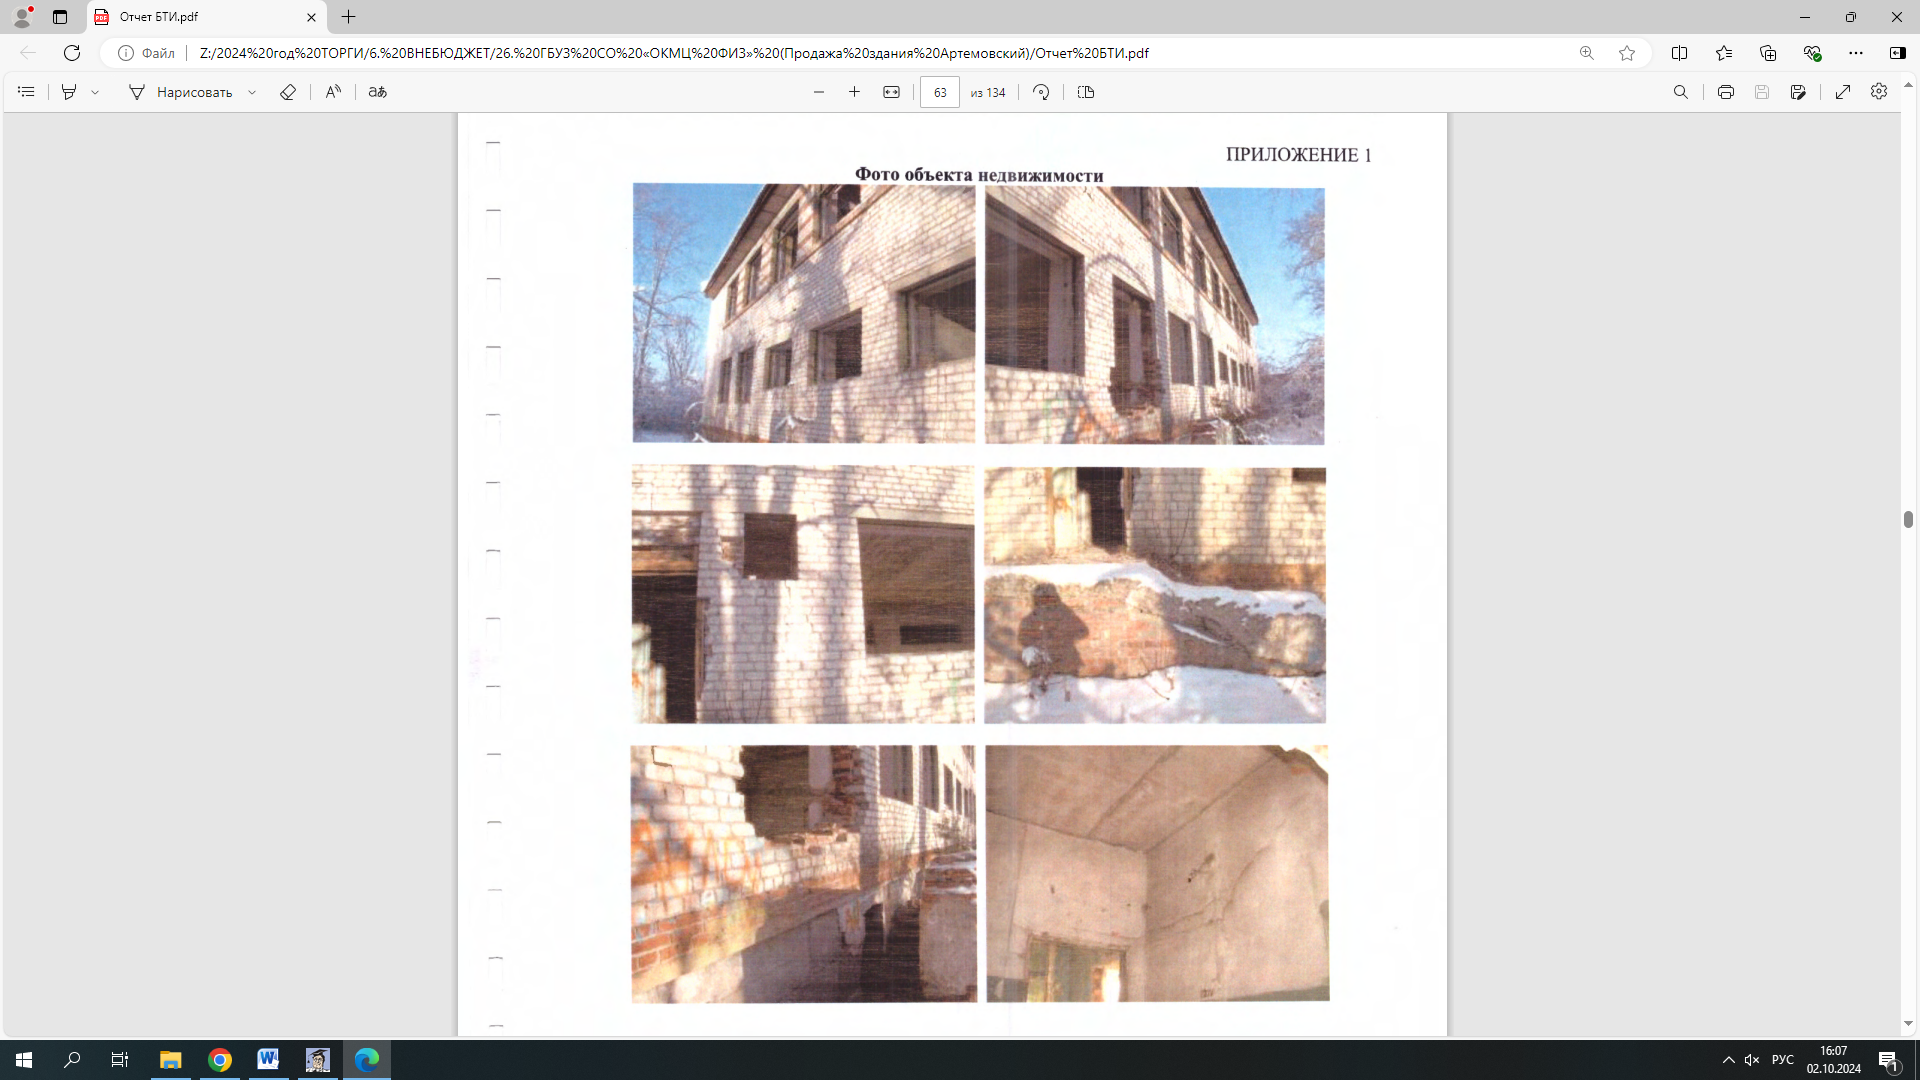 Отчет БТИ.pdf
Файл
Z:/2024%20год%20ТОРГИ/6.%20ВНЕБЮДЖЕТ/26.%20ГБУЗ%20СО%20«ОКМЦ%20ФИЗ»%20(Продажа%20здания%20Артемовский)/Отчет%20БТИ.pdf
Нарисовать
63 из 134
ПРИЛОЖЕНИЕ 1
Фото объекта недвижимости
РУС
16:07
02.10.2024
1